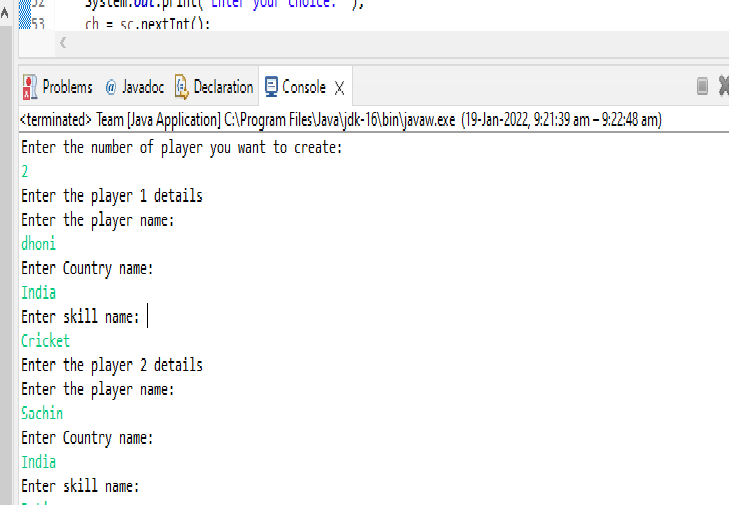 52 System.out.print("Enter your choice: ");
53 ch = sc.nextInt();
Problems @ Javadoc Declaration Console
<terminated> Team [Java Application] C:\Program Files\Java\jdk-16\bin\javaw.exe (19-Jan-2022, 9:21:39 am – 9:22:48 am)
Enter the number of player you want to create:
2
Enter the player 1 details
Enter the player name:
dhoni
Enter Country name:
India
Enter skill name:
Cricket
Enter the player 2 details
Enter the player name:
Sachin
Enter Country name:
India
Enter skill name: